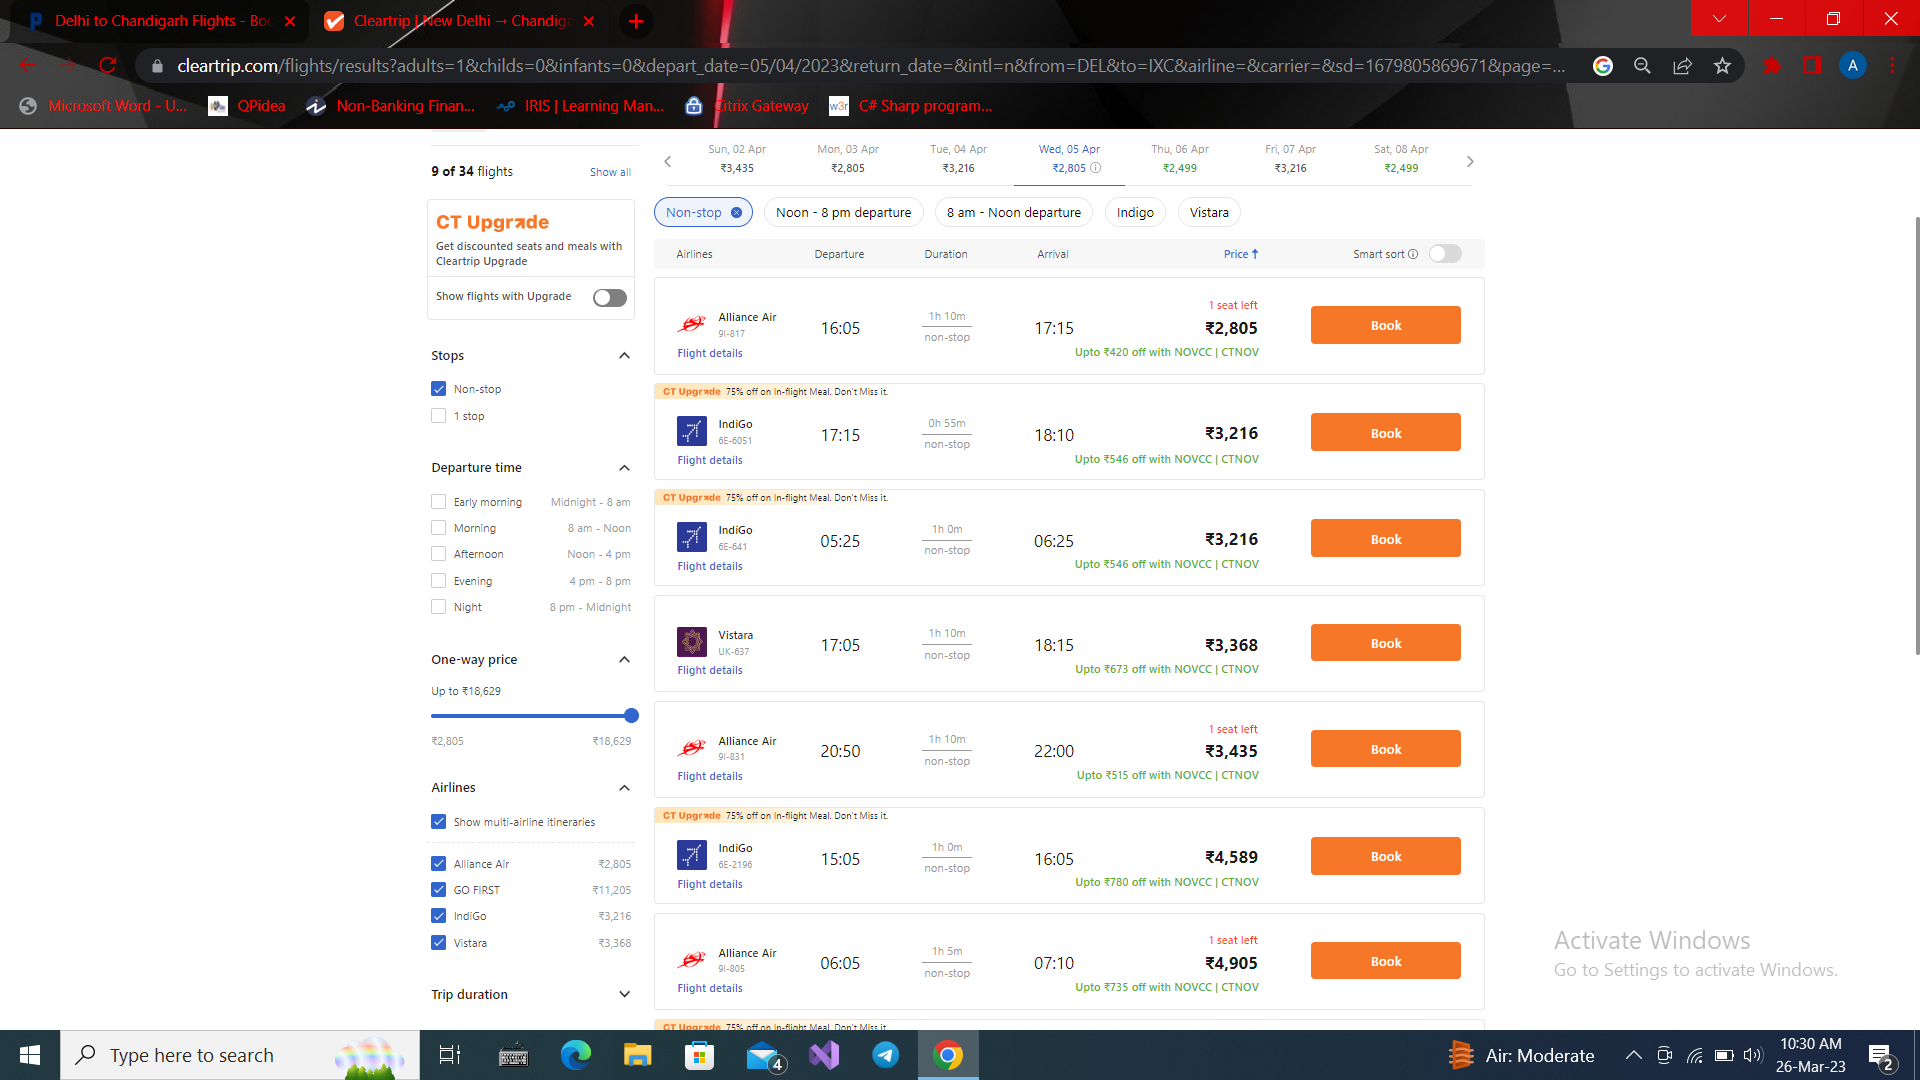 Delhi to Chandigarh Flights - Boo
Cleartrip | New Delhi → Chandiga
cleartrip.com/flights/results?adults=1&childs=0&infants=0&depart_date=05/04/2023&return_date=&intl=n&from=DEL&to=IXC&airline=&carrier=&sd=1679805869671&page=...
A
Microsoft Word - U...
QPidea
Non-Banking Finan...
IRIS | Learning Man...
Citrix Gateway
w3r
C# Sharp program...
9 of 34 flights
Show all
Sun, 02 Apr
₹3,435
Mon, 03 Apr
₹2,805
Tue, 04 Apr
₹3,216
Wed, 05 Apr
₹2,805
Thu, 06 Apr
₹2,499
Fri, 07 Apr
₹3,216
Sat, 08 Apr
₹2,499
CT Upgrade
Get discounted seats and meals with
Cleartrip Upgrade
Show flights with Upgrade
Stops
Non-stop
1 stop
Departure time
Early morning Midnight - 8 am
Morning 8 am - Noon
Afternoon Noon - 4 pm
Evening 4 pm - 8 pm
Night 8 pm - Midnight
One-way price
Up to ₹18,629
₹2,805 ₹18,629
Airlines
Show multi-airline itineraries
Alliance Air ₹2,805
GO FIRST ₹11,205
IndiGo ₹3,216
Vistara ₹3,368
Trip duration
Non-stop
Noon - 8 pm departure
8 am - Noon departure
Indigo
Vistara
Airlines Departure Duration Arrival Price ↑ Smart sort
1 seat left
Alliance Air
9I-817
Flight details
16:05
1h 10m
non-stop
17:15
₹2,805
Upto ₹420 off with NOVCC | CTNOV
Book
CT Upgrade 75% off on In-flight Meal. Don't Miss it.
IndiGo
6E-6051
Flight details
17:15
0h 55m
non-stop
18:10
₹3,216
Upto ₹546 off with NOVCC | CTNOV
Book
CT Upgrade 75% off on In-flight Meal. Don't Miss it.
IndiGo
6E-641
Flight details
05:25
1h 0m
non-stop
06:25
₹3,216
Upto ₹546 off with NOVCC | CTNOV
Book
Vistara
UK-637
Flight details
17:05
1h 10m
non-stop
18:15
₹3,368
Upto ₹673 off with NOVCC | CTNOV
Book
1 seat left
Alliance Air
9I-831
Flight details
20:50
1h 10m
non-stop
22:00
₹3,435
Upto ₹515 off with NOVCC | CTNOV
Book
CT Upgrade 75% off on In-flight Meal. Don't Miss it.
IndiGo
6E-2196
Flight details
15:05
1h 0m
non-stop
16:05
₹4,589
Upto ₹780 off with NOVCC | CTNOV
Book
1 seat left
Alliance Air
9I-805
Flight details
06:05
1h 5m
non-stop
07:10
₹4,905
Upto ₹735 off with NOVCC | CTNOV
Book
CT Upgrade 75% off on In-flight Meal. Don't Miss it.
Activate Windows
Go to Settings to activate Windows.
Type here to search
4
Air: Moderate
10:30 AM
26-Mar-23
2